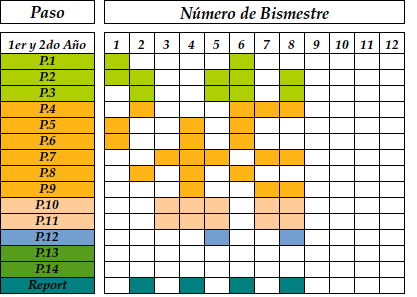 Paso Número de Bismestre
1er y 2do Año 1 2 3 4 5 6 7 8 9 10 11 12
P.1
P.2
P.3
P.4
P.5
P.6
P.7
P.8
P.9
P.10
P.11
P.12
P.13
P.14
Report